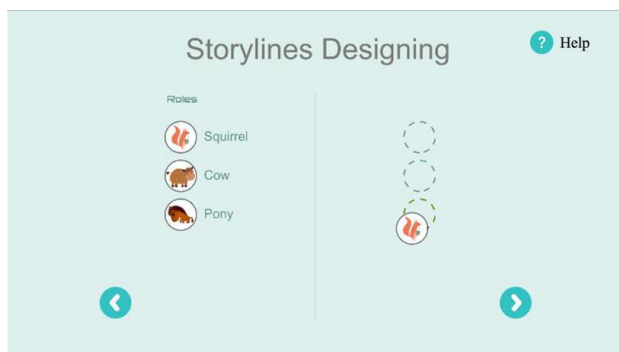 Storylines Designing
? Help
Roles
Squirrel
Cow
Pony